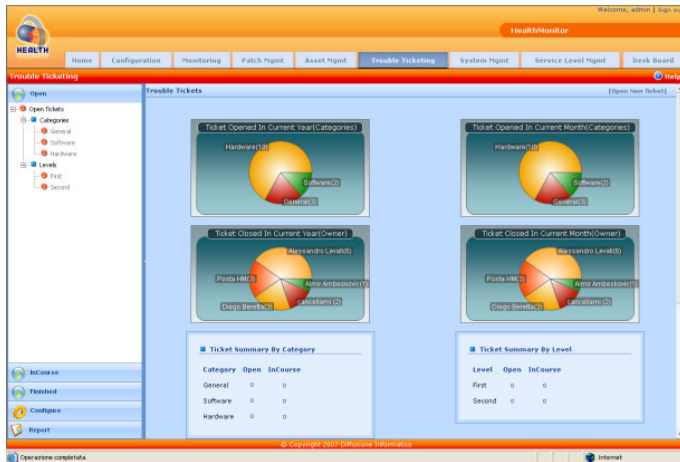 Welcome, admin | Sign out
HealthMonitor
HEALTH
Home Configuration Monitoring Patch Mgmt Asset Mgmt Trouble Ticketing System Mgmt Service Level Mgmt Desk Board
Trouble Ticketing
Help
Open
Trouble Tickets
[Open New Ticket]
Open Tickets
Categories
General
Software
Hardware
Levels
First
Second
Ticket Opened In Current Year(Categories)
Hardware(10)
Software(2)
General(3)
Ticket Opened In Current Month(Categories)
Hardware(10)
Software(2)
General(3)
Ticket Closed In Current Year(Owner)
Alessandro Levati(6)
Posta HM(3)
Almir Ambeskovic(1)
Diego Beretta(3)
cancellami (2)
Ticket Closed In Current Month(Owner)
Alessandro Levati(6)
Posta HM(3)
Almir Ambeskovic(1)
Diego Beretta(3)
cancellami (2)
Ticket Summary By Category
Category Open InCourse
General 0 0
Software 0 0
Hardware 0 0
Ticket Summary By Level
Level Open InCourse
First 0 0
Second 0 0
InCourse
Finished
Configure
Report
© Copyright 2007 Diffusione Informatica
Operazione completata
Internet